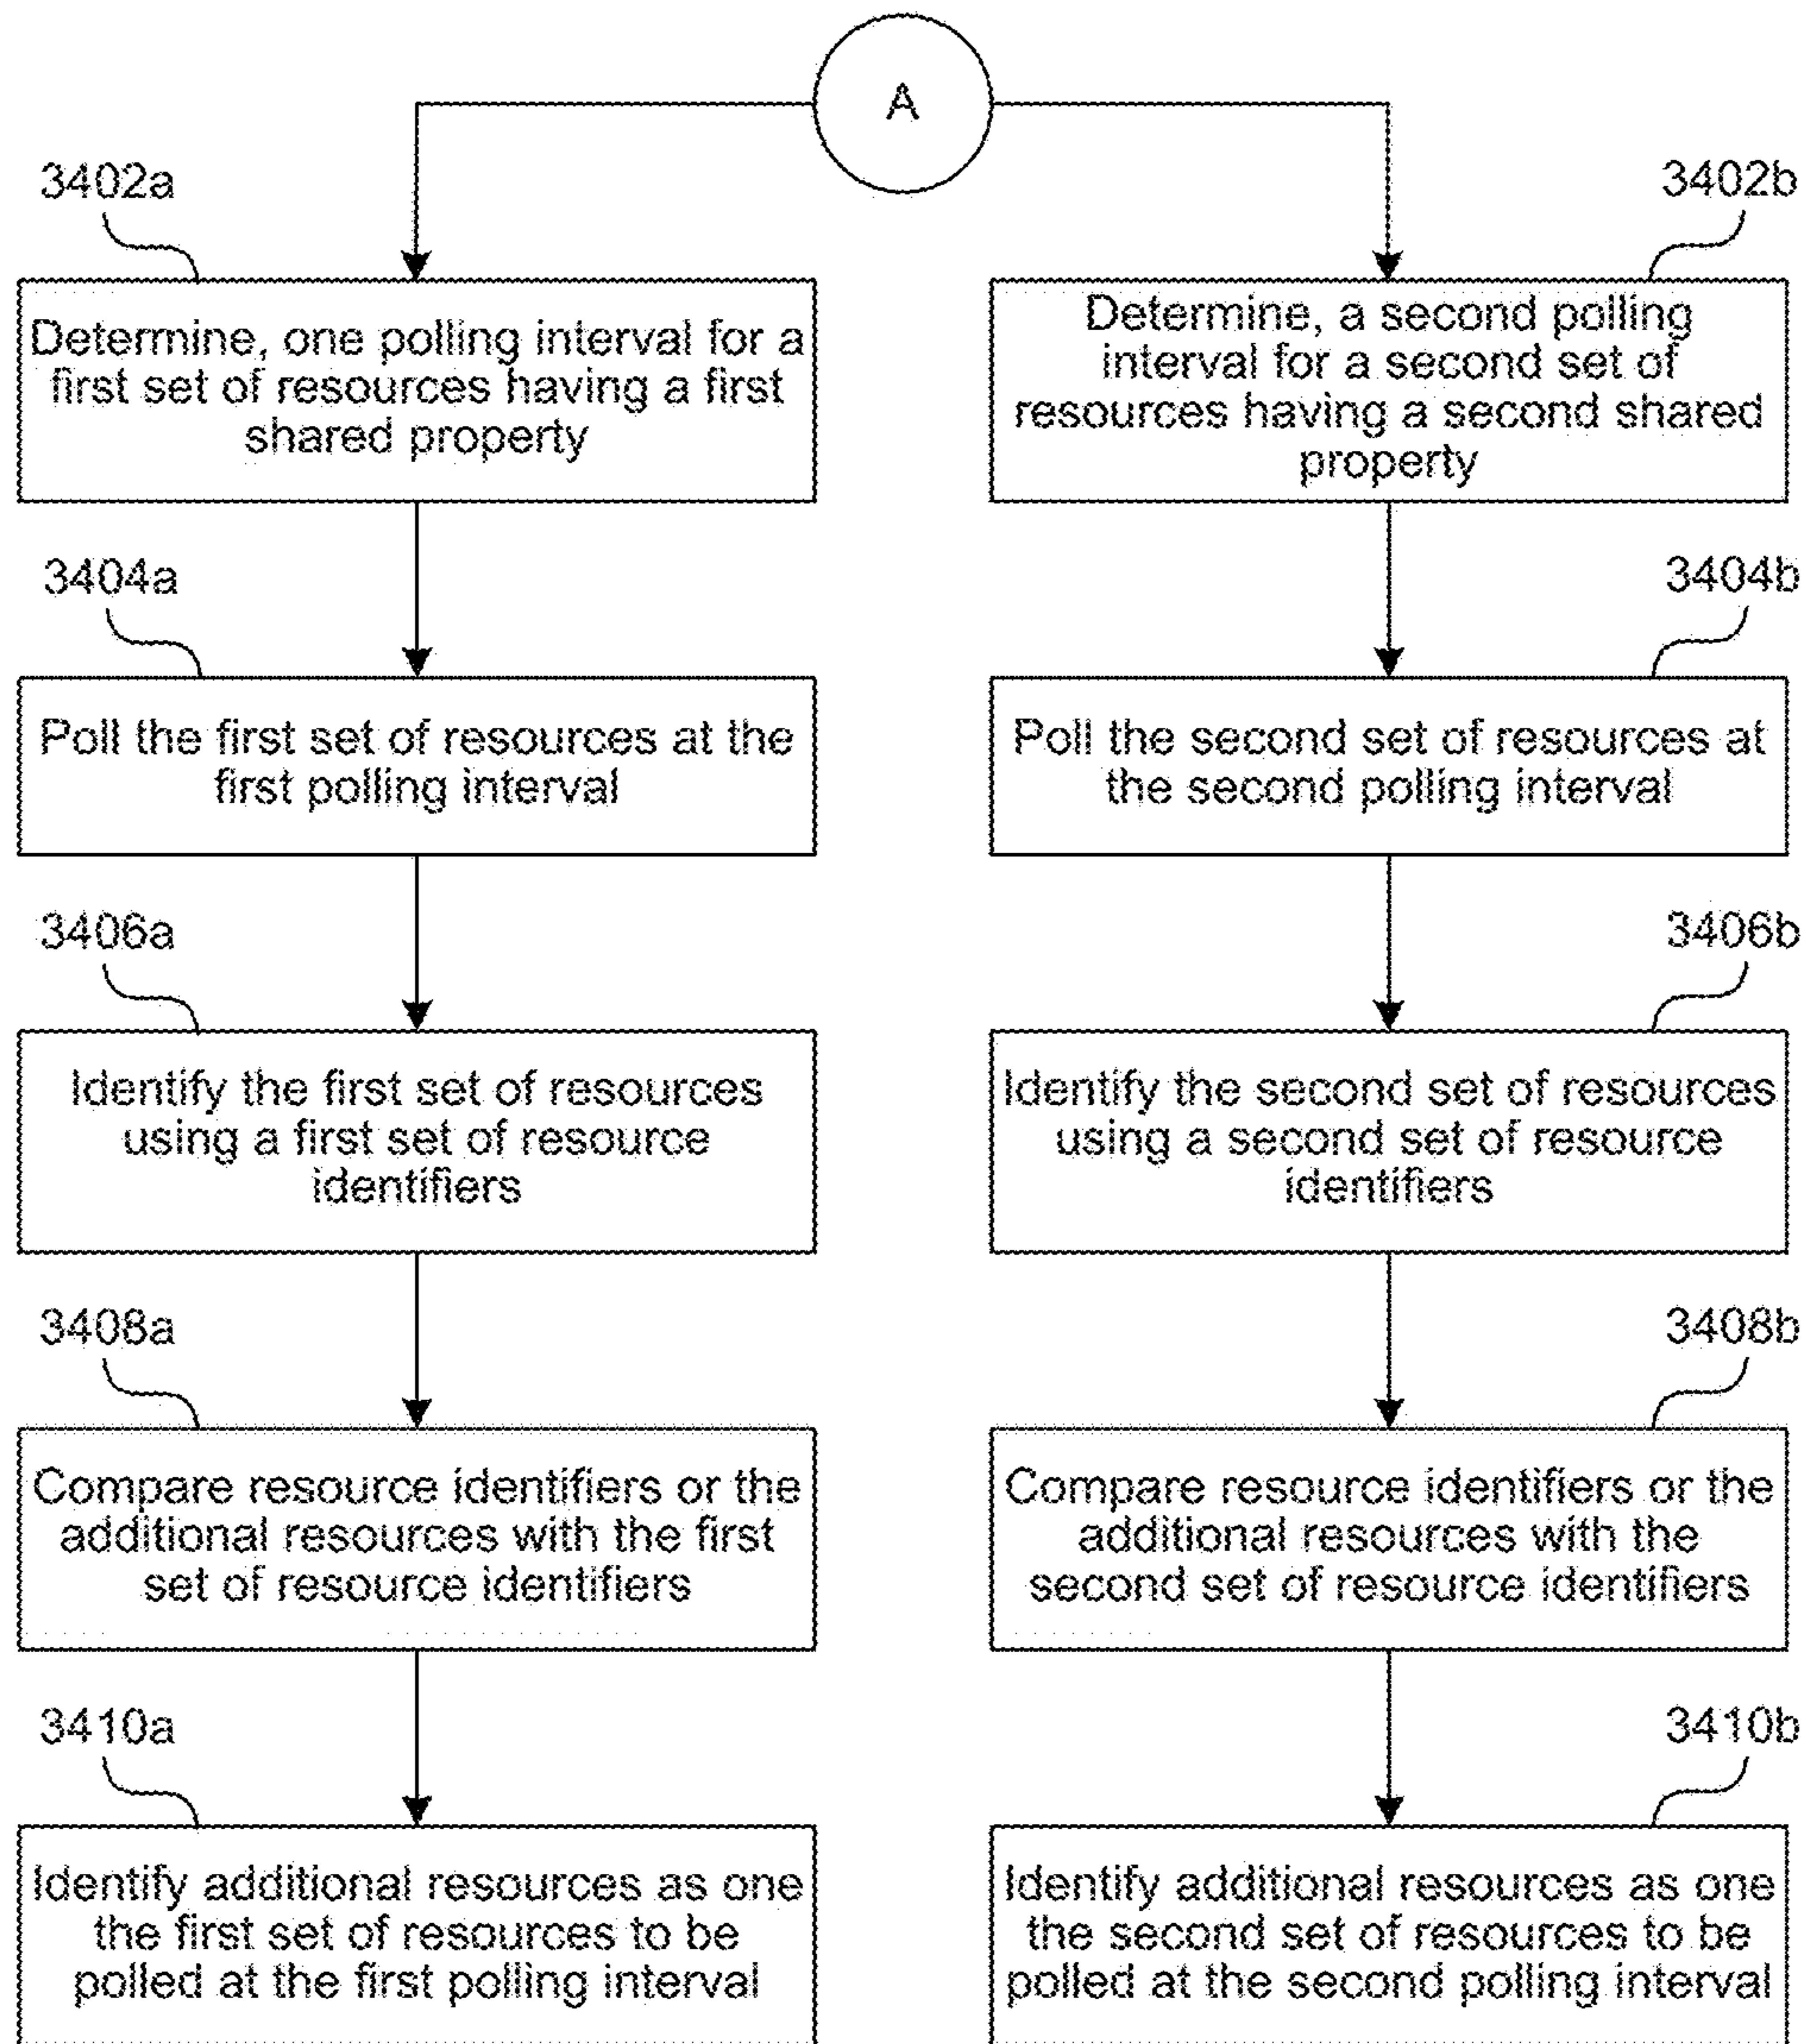 A
3402a
Determine, one polling interval for a
first set of resources having a first
shared property
3402b
Determine, a second polling
interval for a second set of
resources having a second shared
property
3404a
Poll the first set of resources at the
first polling interval
3404b
Poll the second set of resources at
the second polling interval
3406a
Identify the first set of resources
using a first set of resource
identifiers
3406b
Identify the second set of resources
using a second set of resource
identifiers
3408a
Compare resource identifiers or the
additional resources with the first
set of resource identifiers
3408b
Compare resource identifiers or the
additional resources with the
second set of resource identifiers
3410a
Identify additional resources as one
the first set of resources to be
polled at the first polling interval
3410b
Identify additional resources as one
the second set of resources to be
polled at the second polling interval